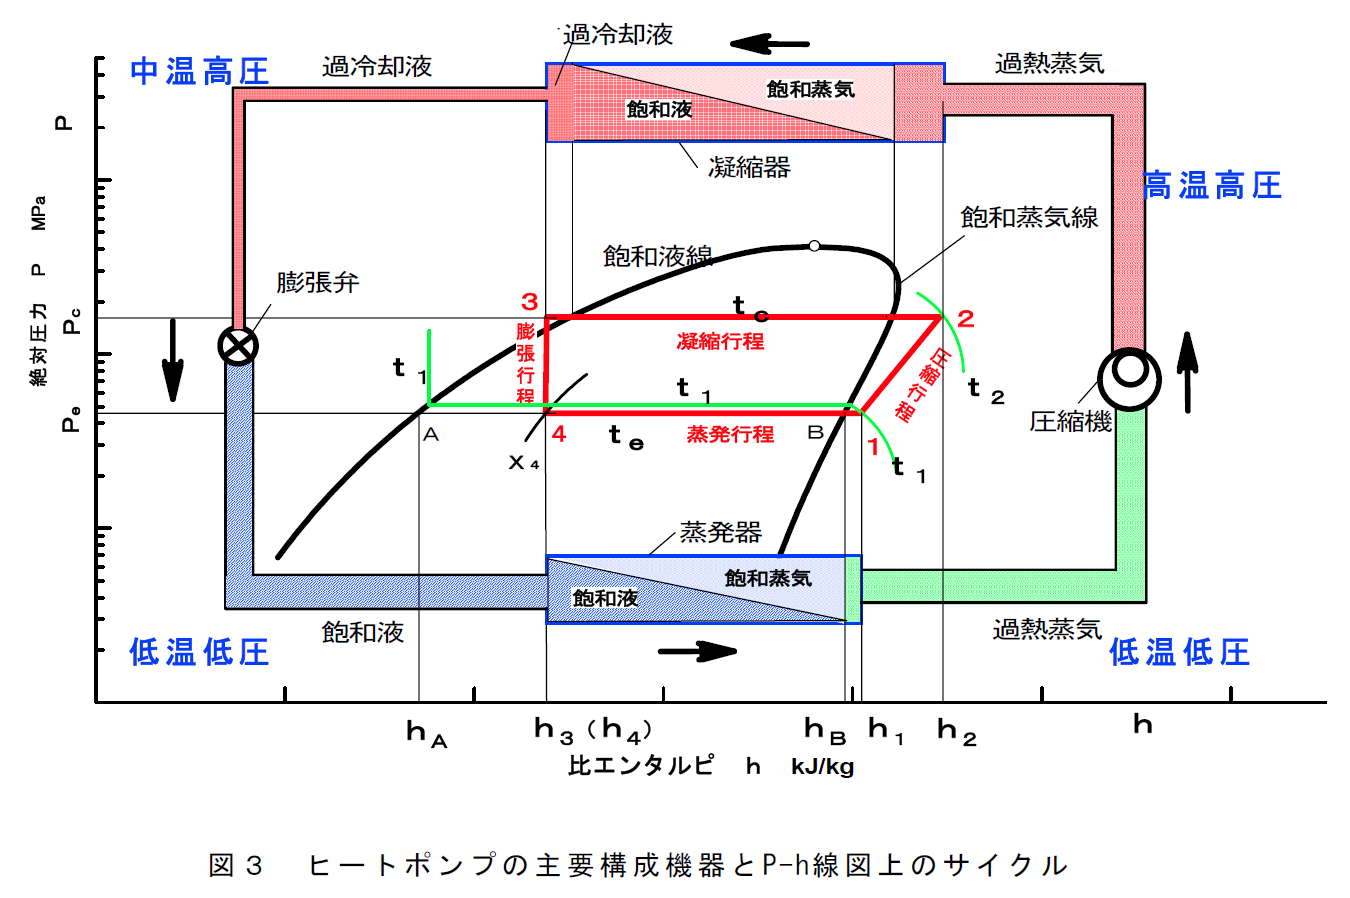 過冷却液
中温高圧
過冷却液
過熱蒸気
飽和蒸気
飽和液
凝縮器
高温高圧
飽和蒸気線
飽和液線
膨張弁
P
絶対圧力 P MPa
Pc
Pe
3
tc
2
凝縮行程
膨張行程
圧縮行程
t1
t1
t2
A
4
te
蒸発行程
B
1
t1
X4
圧縮機
蒸発器
飽和蒸気
飽和液
飽和液
過熱蒸気
低温低圧
低温低圧
hA
h3(h4)
hB
h1
h2
h
比エンタルピ h kJ/kg
図3 ヒートポンプの主要構成機器とP-h線図上のサイクル